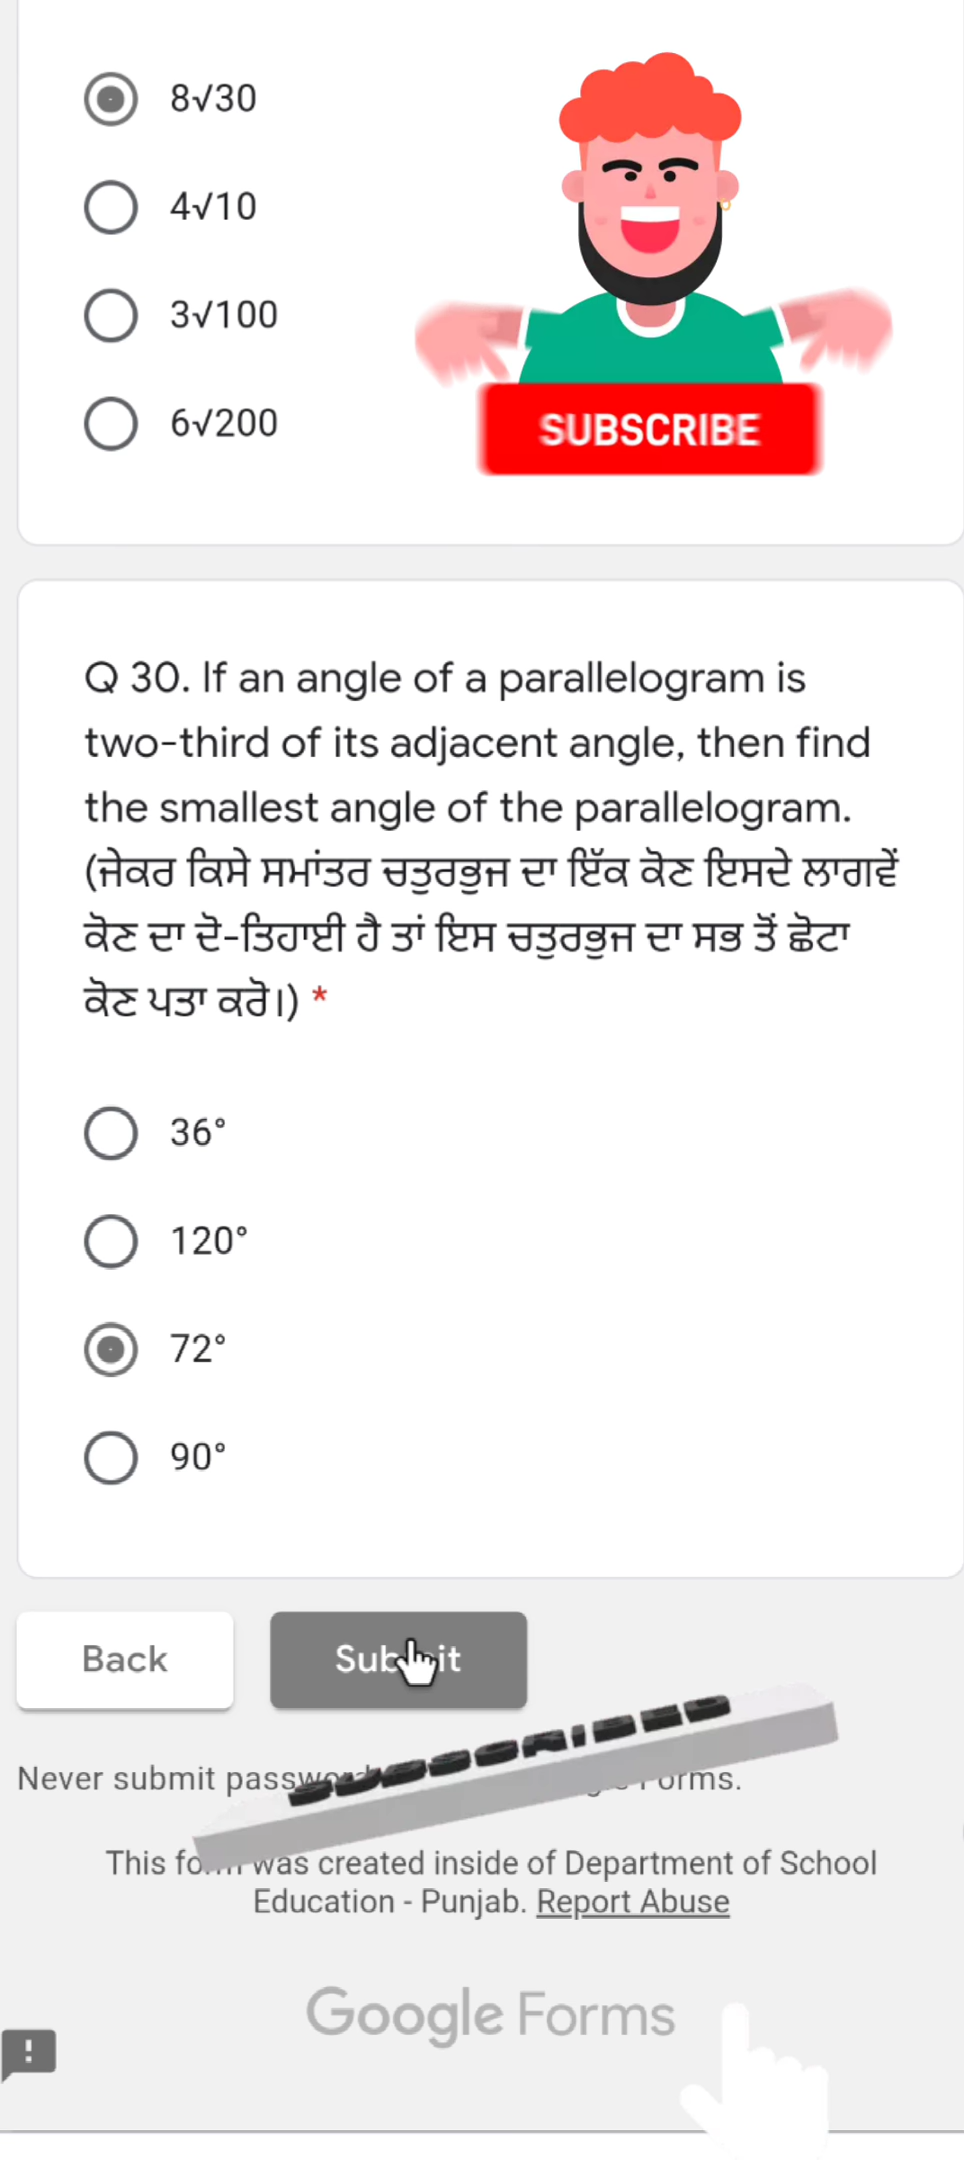 8√30
4√10
3√100
6√200
SUBSCRIBE
Q 30. If an angle of a parallelogram is
two-third of its adjacent angle, then find
the smallest angle of the parallelogram.
(ਜੇਕਰ ਕਿਸੇ ਸਮਾਂਤਰ ਚਤੁਰਭੁਜ ਦਾ ਇੱਕ ਕੋਣ ਇਸਦੇ ਲਾਗਵੇਂ
ਕੋਣ ਦਾ ਦੋ-ਤਿਹਾਈ ਹੈ ਤਾਂ ਇਸ ਚਤੁਰਭੁਜ ਦਾ ਸਭ ਤੋਂ ਛੋਟਾ
ਕੋਣ ਪਤਾ ਕਰੋ।) *
36°
120°
72°
90°
Back
Submit
SUBSCRIBED
Never submit
This form was created inside of Department of School
Education - Punjab. Report Abuse
Google Forms